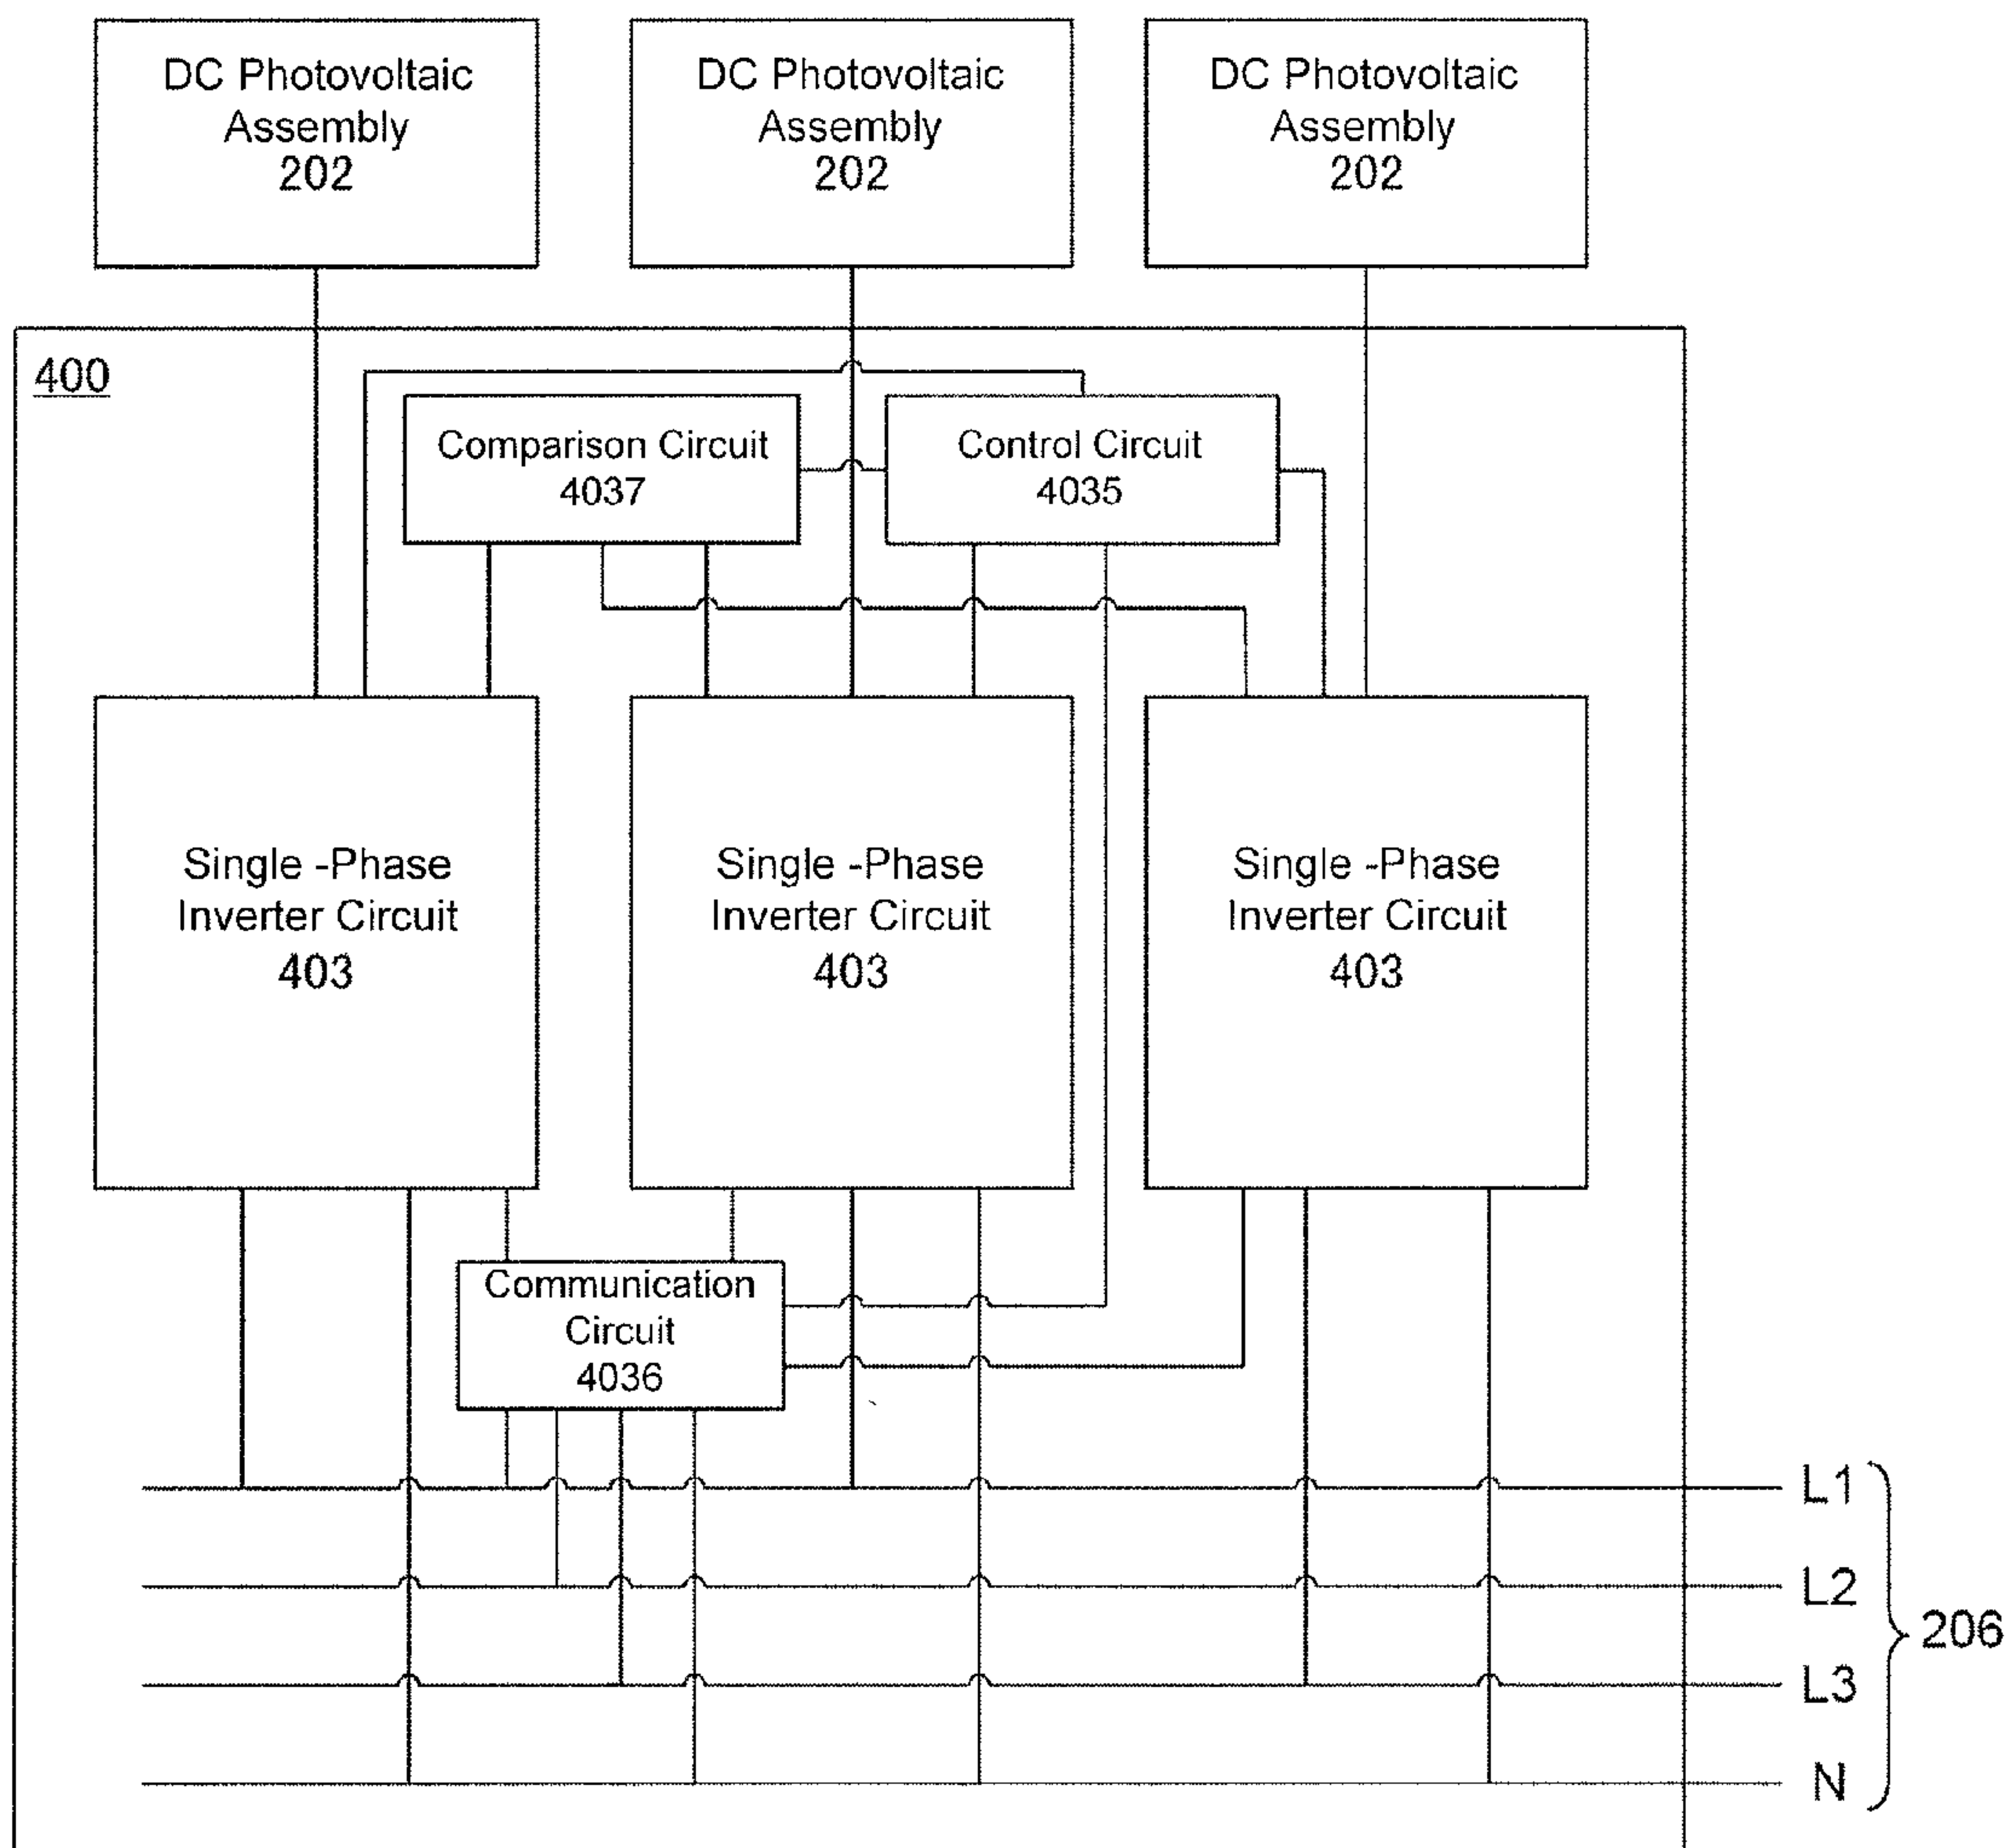 DC Photovoltaic
Assembly
202
DC Photovoltaic
Assembly
202
DC Photovoltaic
Assembly
202
400
Comparison Circuit
4037
Control Circuit
4035
Single -Phase
Inverter Circuit
403
Single -Phase
Inverter Circuit
403
Single -Phase
Inverter Circuit
403
Communication
Circuit
4036
L1
L2
L3
N
206